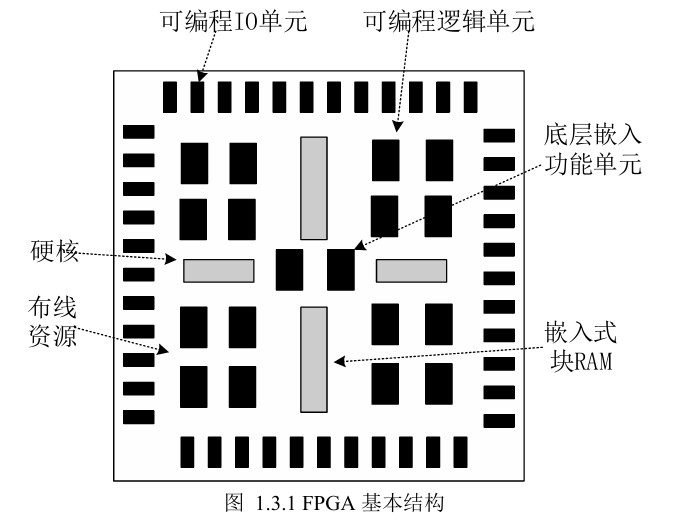 可编程IO单元
可编程逻辑单元
底层嵌入
功能单元
硬核
布线
资源
嵌入式
块RAM
图 1.3.1 FPGA 基本结构